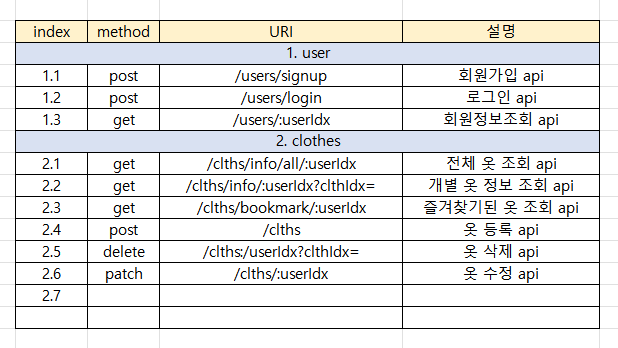 index method URI 설명
1. user
1.1 post /users/signup 회원가입 api
1.2 post /users/login 로그인 api
1.3 get /users/:userIdx 회원정보조회 api
2. clothes
2.1 get /clths/info/all/:userIdx 전체 옷 조회 api
2.2 get /clths/info/:userIdx?clthIdx= 개별 옷 정보 조회 api
2.3 get /clths/bookmark/:userIdx 즐겨찾기된 옷 조회 api
2.4 post /clths 옷 등록 api
2.5 delete /clths:/userIdx?clthIdx= 옷 삭제 api
2.6 patch /clths/:userIdx 옷 수정 api
2.7